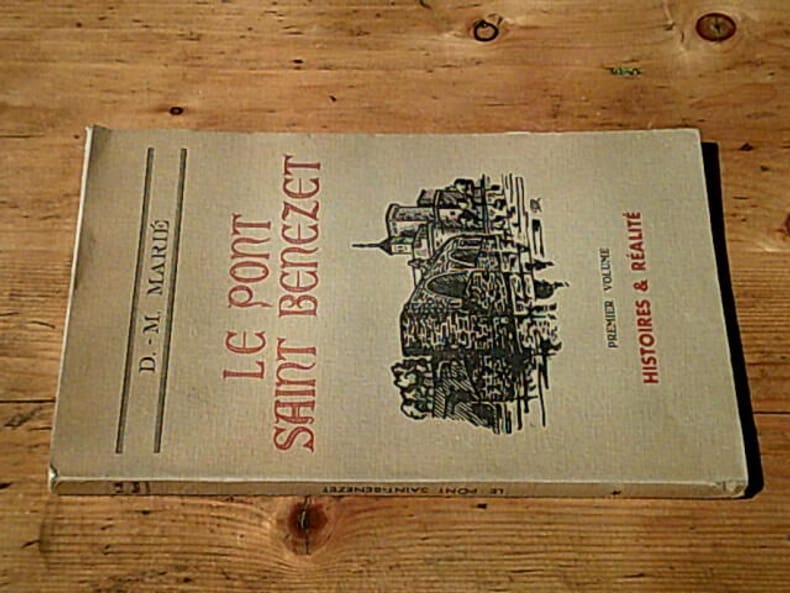 D.-M. MARIÉ
LE PONT
SAINT BENEZET
PREMIER VOLUME
HISTOIRES & RÉALITÉ
LE PONT SAINT-BENEZET